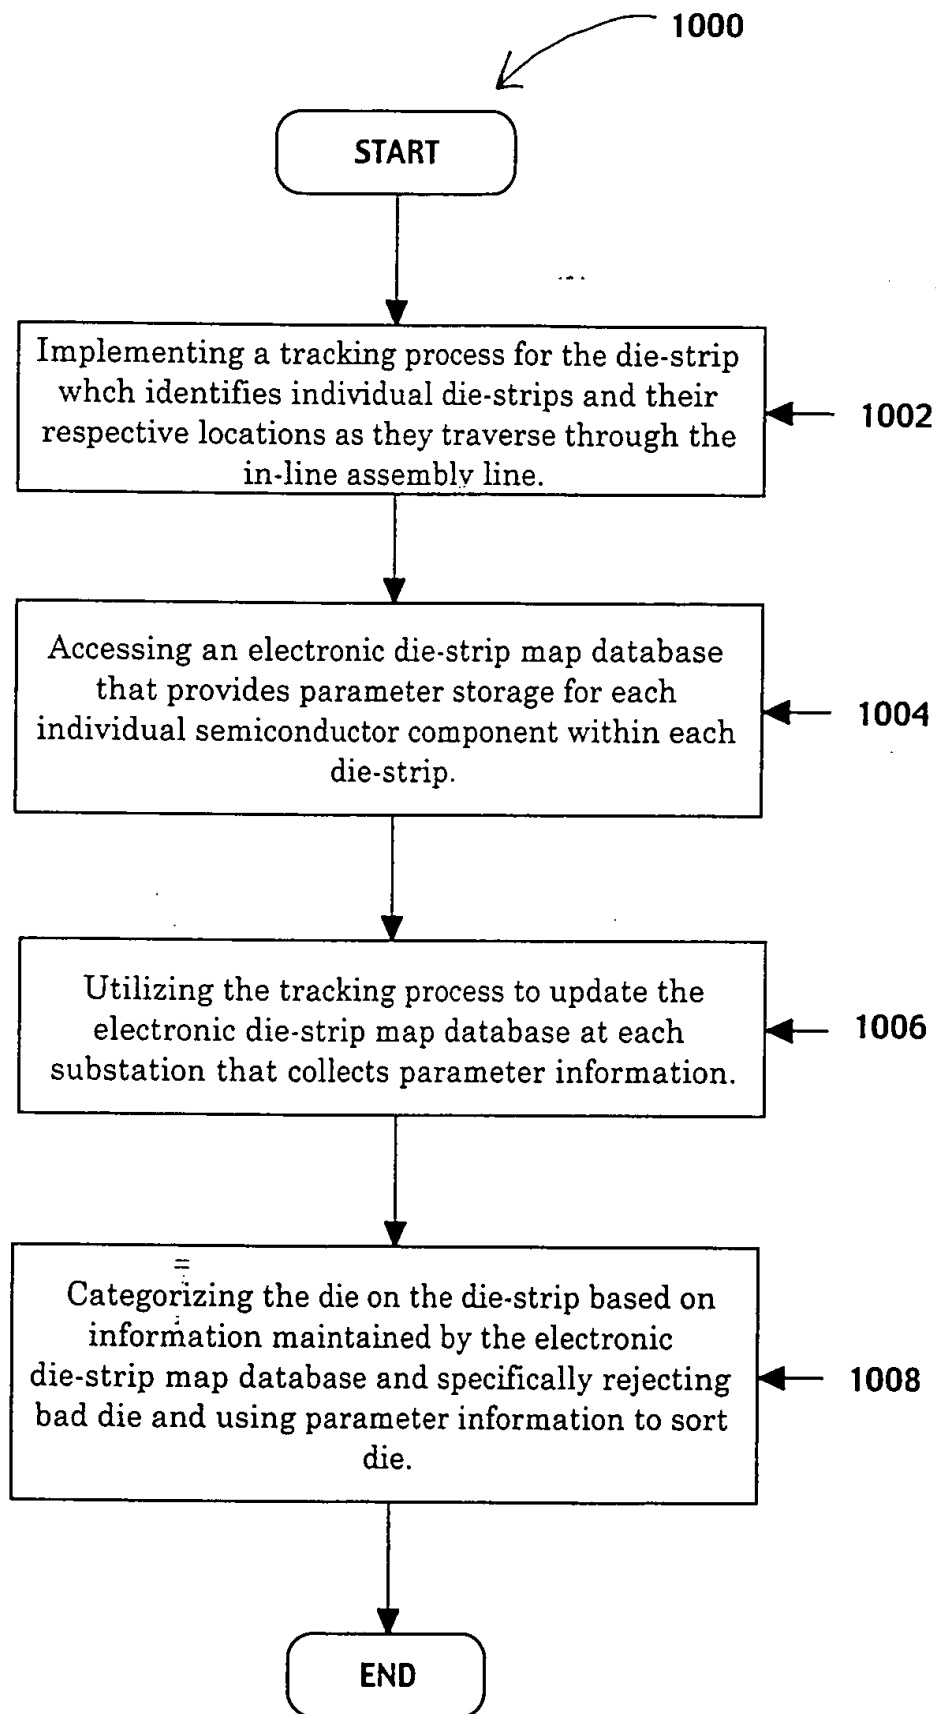 1000
START
Implementing a tracking process for the die-strip
whch identifies individual die-strips and their
respective locations as they traverse through the
in-line assembly line.
1002
Accessing an electronic die-strip map database
that provides parameter storage for each
individual semiconductor component within each
die-strip.
1004
Utilizing the tracking process to update the
electronic die-strip map database at each
substation that collects parameter information.
1006
Categorizing the die on the die-strip based on
information maintained by the electronic
die-strip map database and specifically rejecting
bad die and using parameter information to sort
die.
1008
END